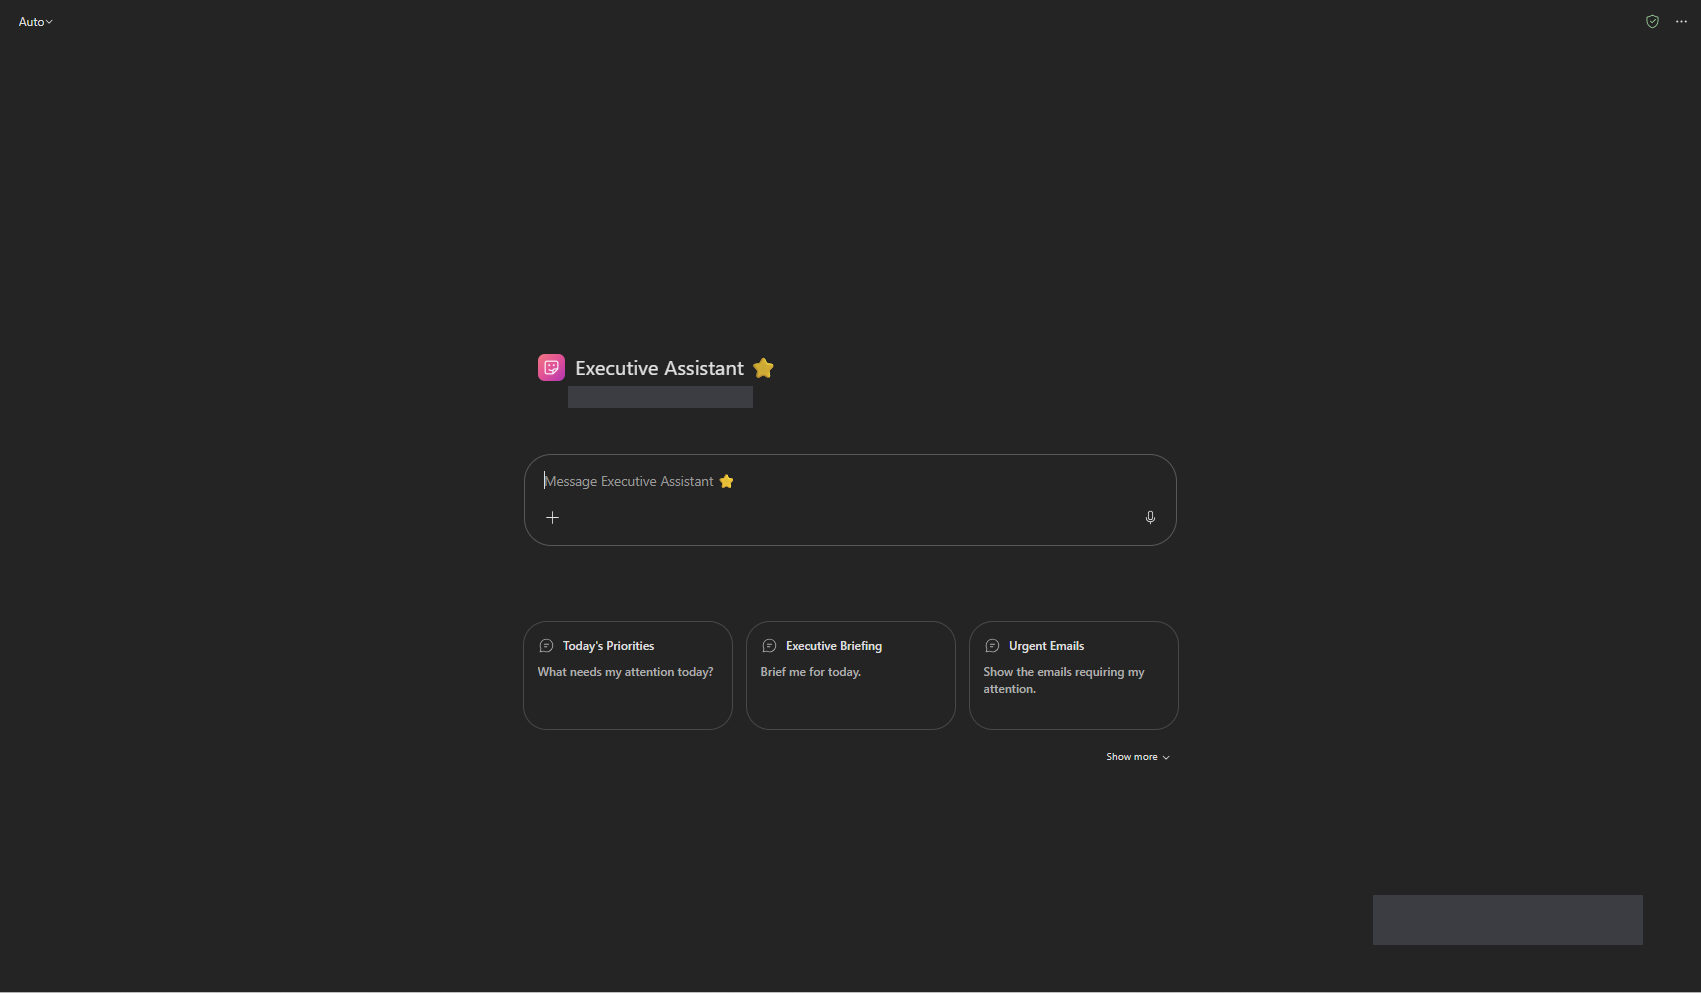 Auto
Executive Assistant ⭐
Message Executive Assistant ⭐
Today's Priorities
What needs my attention today?
Executive Briefing
Brief me for today.
Urgent Emails
Show the emails requiring my
attention.
Show more